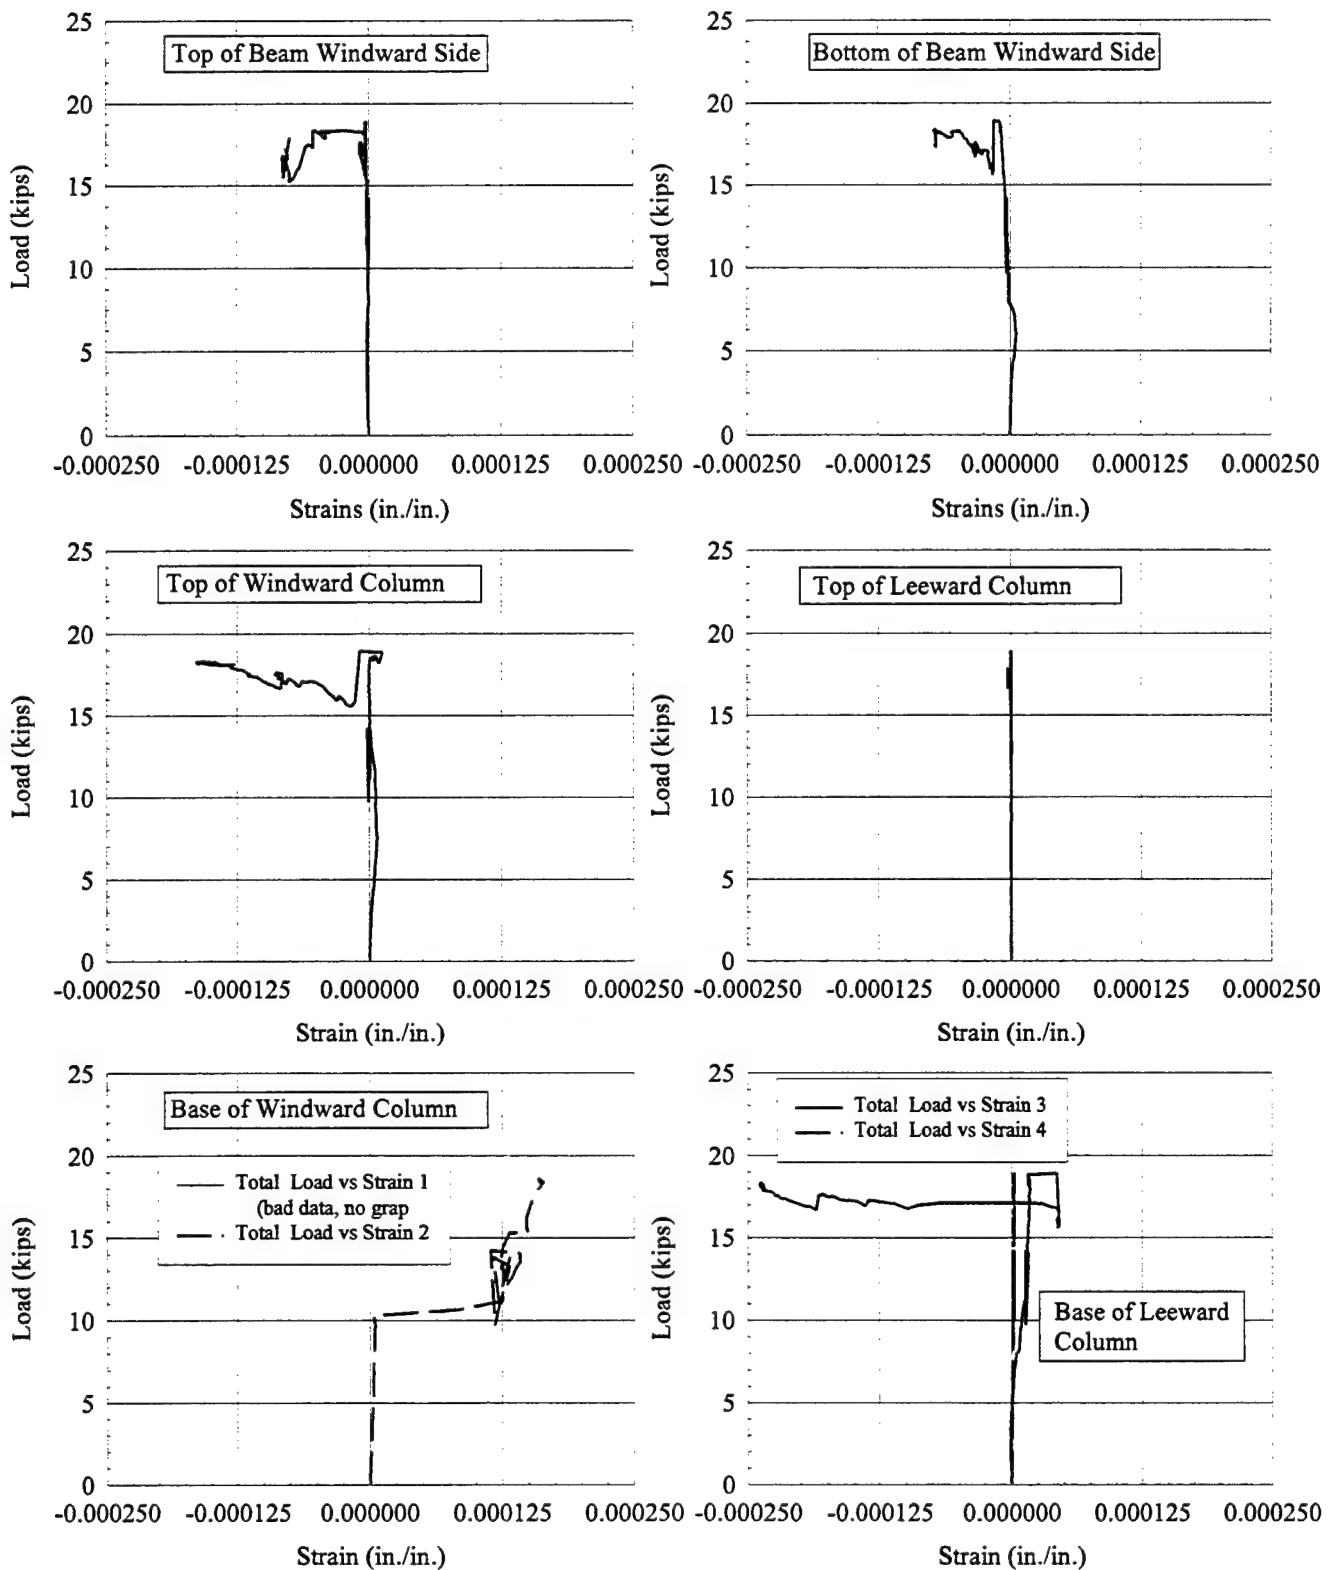 Top of Beam Windward Side
25
20
15
10
5
0
Load (kips)
-0.000250 -0.000125 0.000000 0.000125 0.000250
Strains (in./in.)
Bottom of Beam Windward Side
25
20
15
10
5
0
Load (kips)
-0.000250 -0.000125 0.000000 0.000125 0.000250
Strains (in./in.)
Top of Windward Column
25
20
15
10
5
0
Load (kips)
-0.000250 -0.000125 0.000000 0.000125 0.000250
Strain (in./in.)
Top of Leeward Column
25
20
15
10
5
0
Load (kips)
-0.000250 -0.000125 0.000000 0.000125 0.000250
Strain (in./in.)
Base of Windward Column
Total Load vs Strain 1
(bad data, no grap
Total Load vs Strain 2
25
20
15
10
5
0
Load (kips)
-0.000250 -0.000125 0.000000 0.000125 0.000250
Strain (in./in.)
Total Load vs Strain 3
Total Load vs Strain 4
Base of Leeward
Column
25
20
15
10
5
0
Load (kips)
-0.000250 -0.000125 0.000000 0.000125 0.000250
Strain (in./in.)